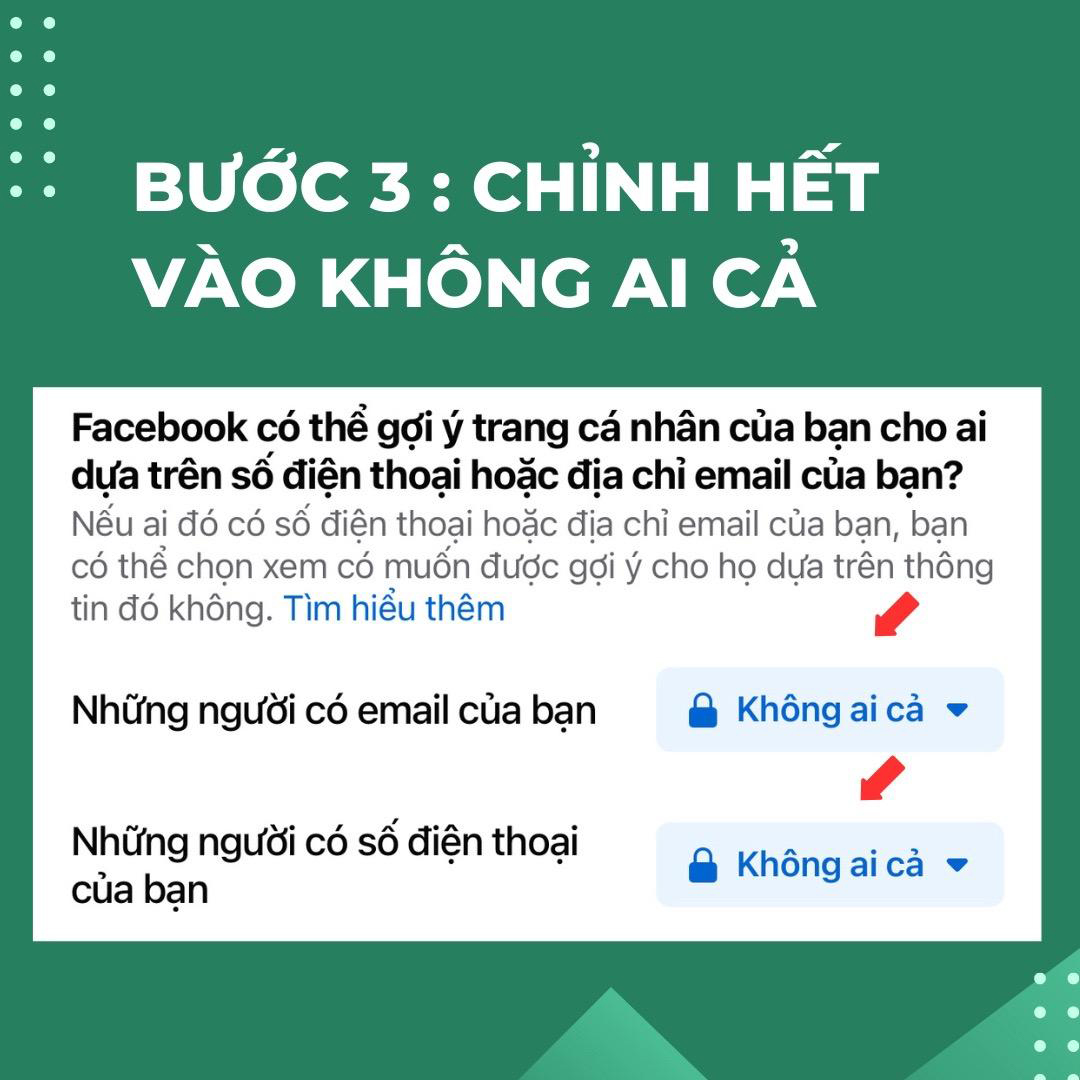 BƯỚC 3 : CHỈNH HẾT
VÀO KHÔNG AI CẢ
Facebook có thể gợi ý trang cá nhân của bạn cho ai
dựa trên số điện thoại hoặc địa chỉ email của bạn?
Nếu ai đó có số điện thoại hoặc địa chỉ email của bạn, bạn
có thể chọn xem có muốn được gợi ý cho họ dựa trên thông
tin đó không. Tìm hiểu thêm
Những người có email của bạn
Không ai cả
Những người có số điện thoại
của bạn
Không ai cả